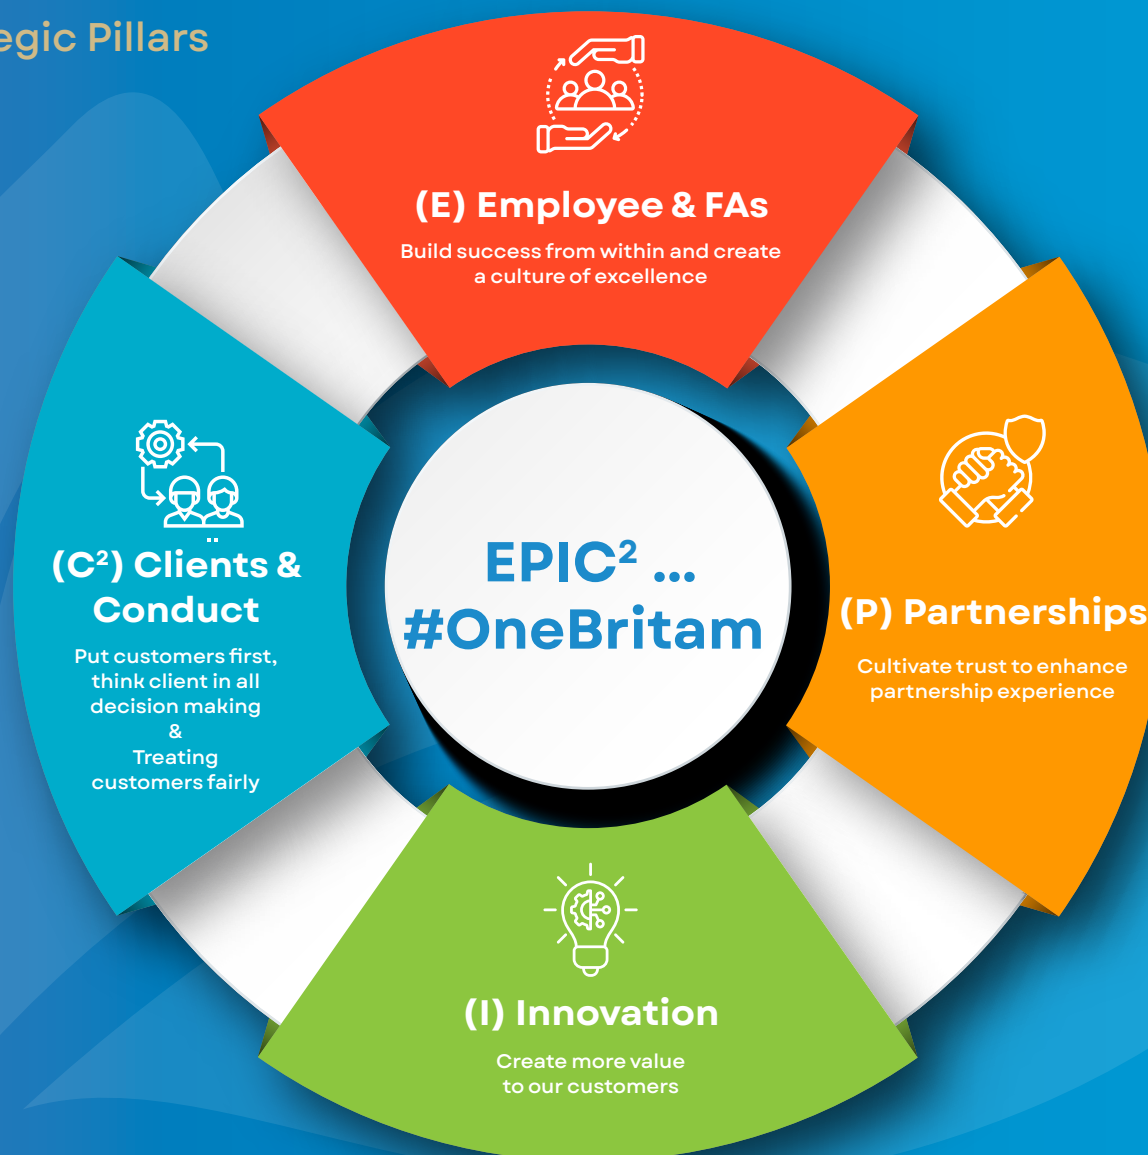 egic Pillars
(E) Employee & FAs
Build success from within and create
a culture of excellence
(C²) Clients &
Conduct
Put customers first,
think client in all
decision making
&
Treating
customers fairly
EPIC² ...
#OneBritam
(P) Partnerships
Cultivate trust to enhance
partnership experience
(I) Innovation
Create more value
to our customers